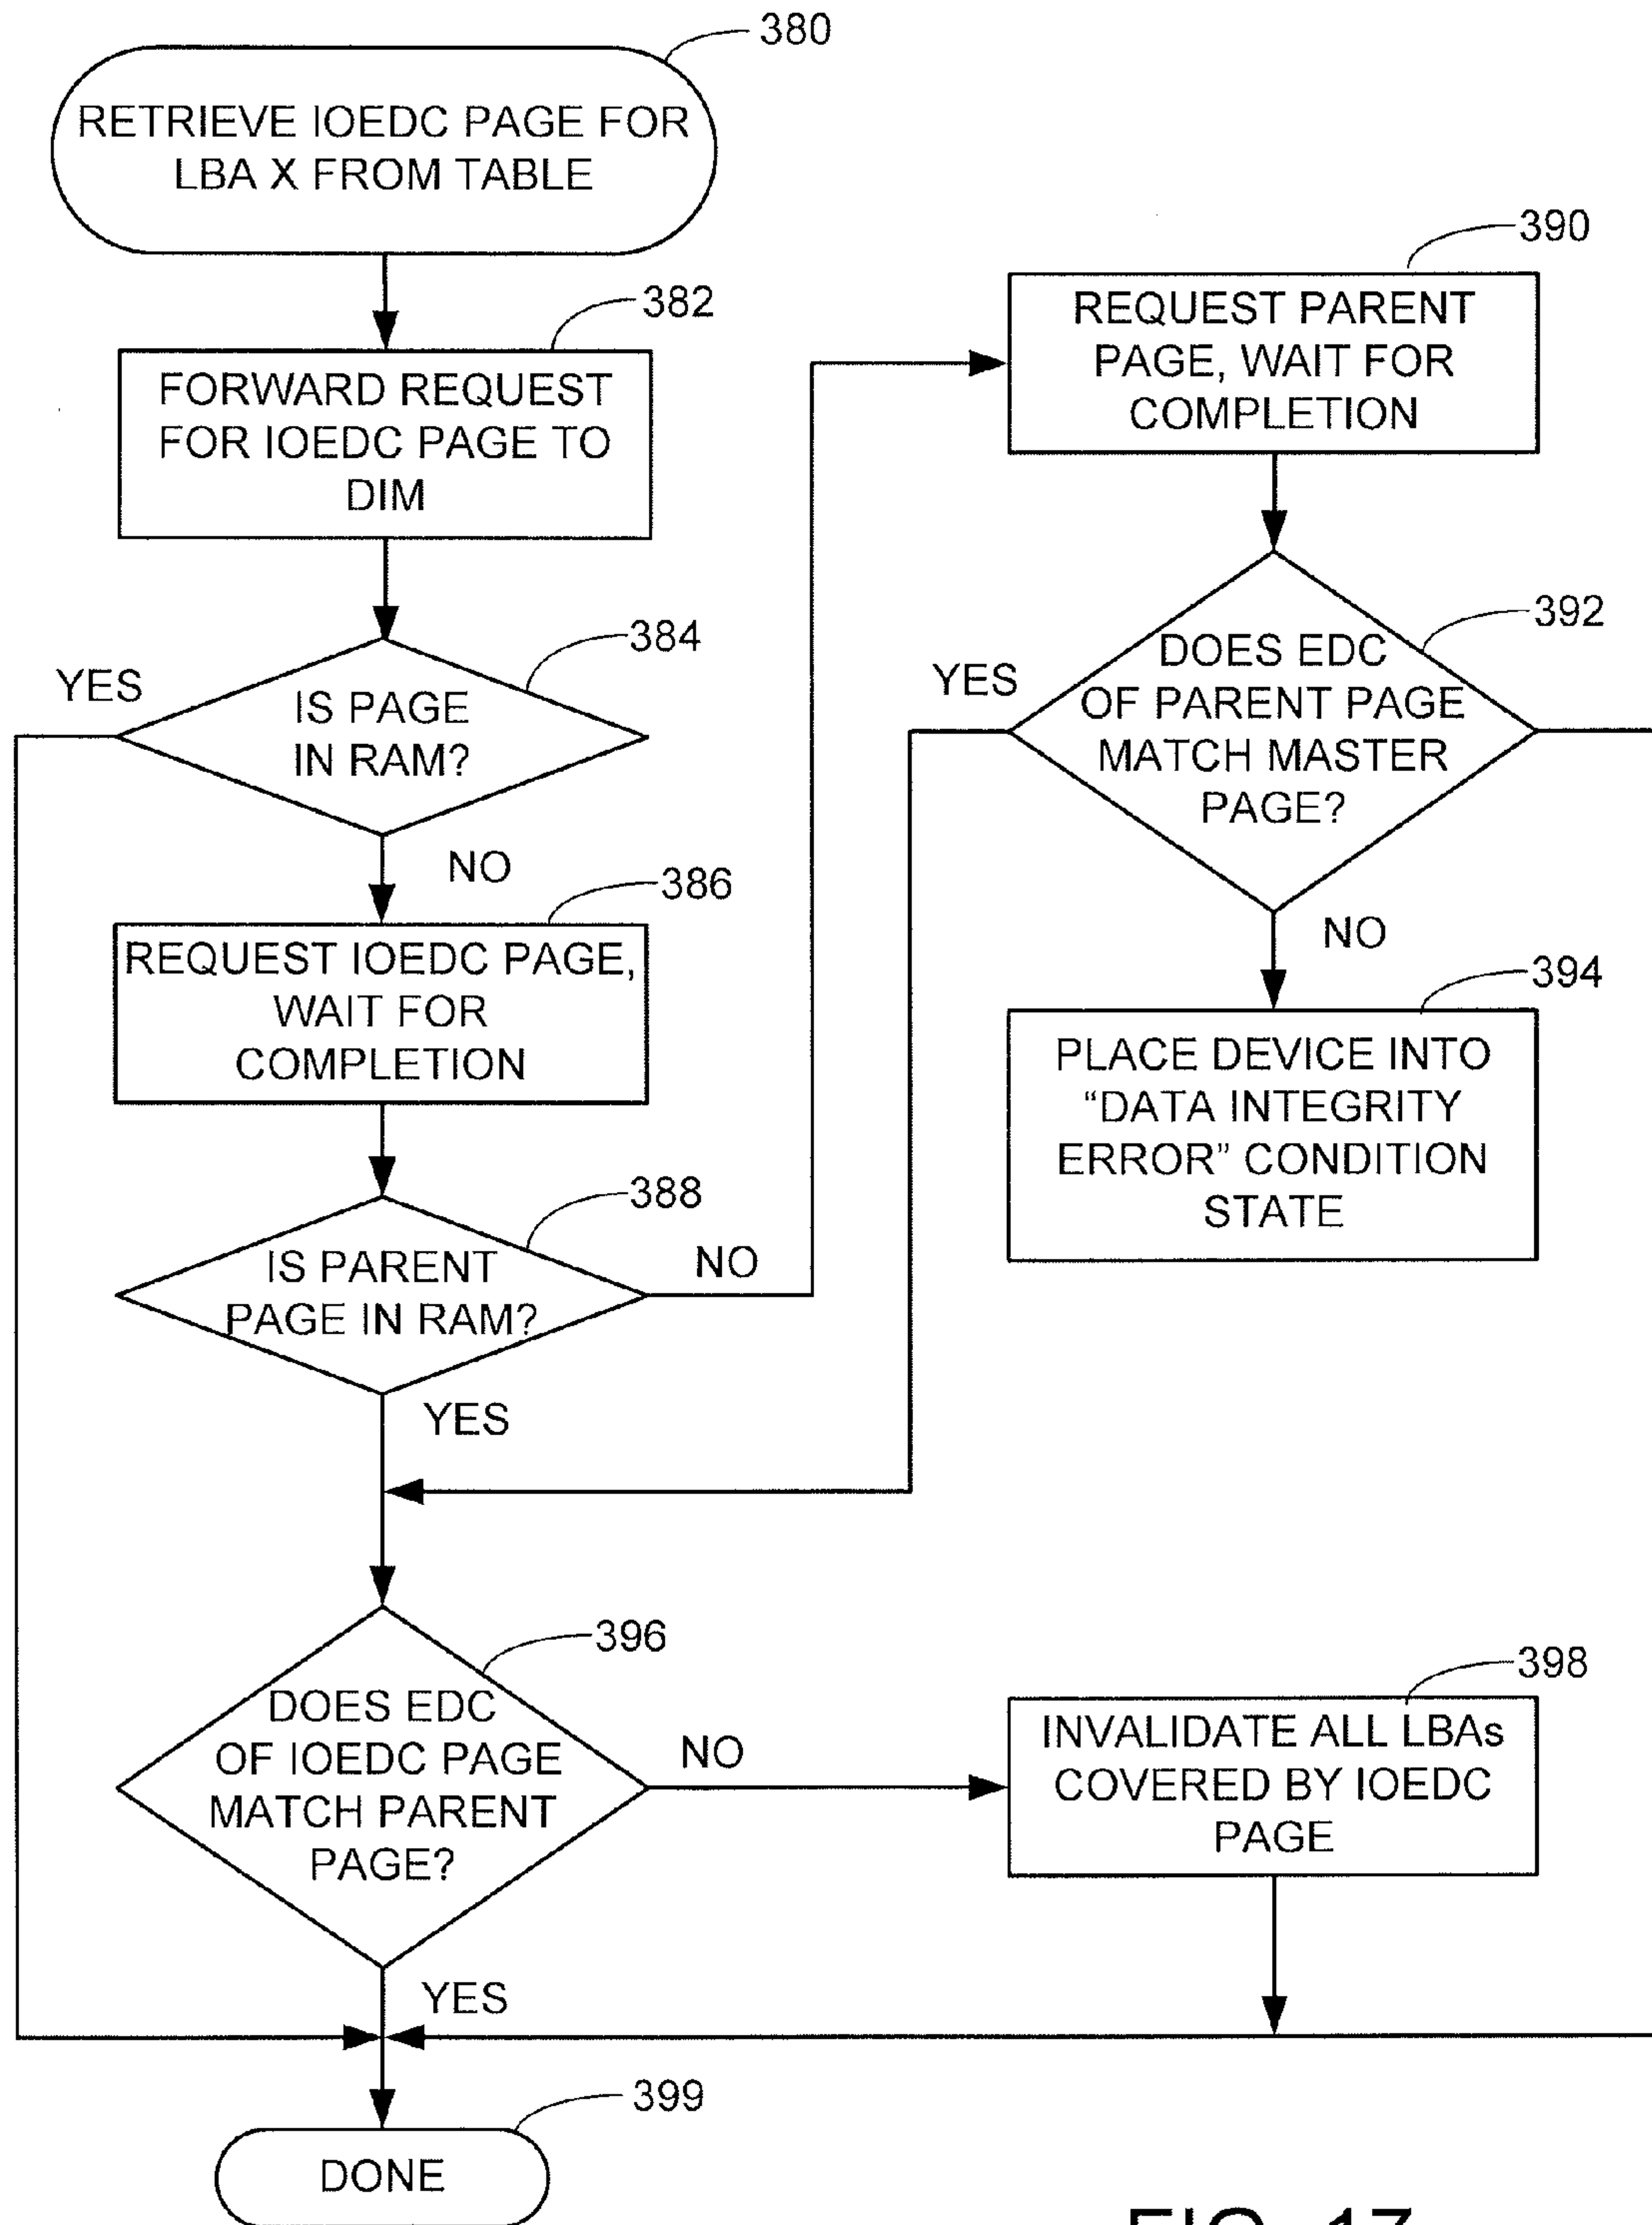 380
RETRIEVE IOEDC PAGE FOR
LBA X FROM TABLE
382
FORWARD REQUEST
FOR IOEDC PAGE TO
DIM
384
YES
IS PAGE
IN RAM?
NO
386
REQUEST IOEDC PAGE,
WAIT FOR
COMPLETION
388
IS PARENT
PAGE IN RAM?
NO
YES
390
REQUEST PARENT
PAGE, WAIT FOR
COMPLETION
392
YES
DOES EDC
OF PARENT PAGE
MATCH MASTER
PAGE?
NO
394
PLACE DEVICE INTO
“DATA INTEGRITY
ERROR” CONDITION
STATE
396
DOES EDC
OF IOEDC PAGE
MATCH PARENT
PAGE?
NO
YES
398
INVALIDATE ALL LBAs
COVERED BY IOEDC
PAGE
399
DONE
FIG. 17